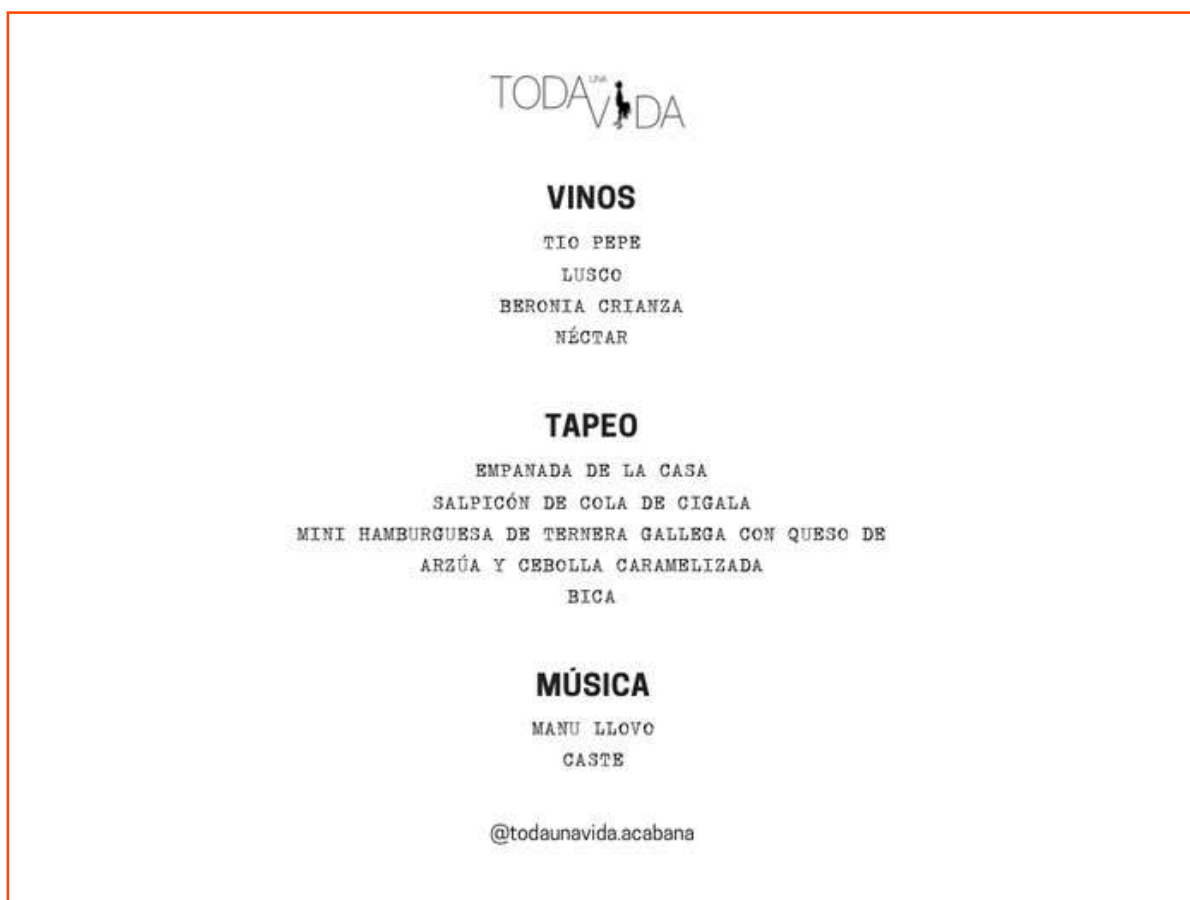 TODA UNA VIDA
VINOS
TIO PEPE
LUSCO
BERONIA CRIANZA
NÉCTAR
TAPEO
EMPANADA DE LA CASA
SALPICÓN DE COLA DE CIGALA
MINI HAMBURGUESA DE TERNERA GALLEGA CON QUESO DE
ARZÚA Y CEBOLLA CARAMELIZADA
BICA
MÚSICA
MANU LLOVO
CASTE
@todaunavida.acabana